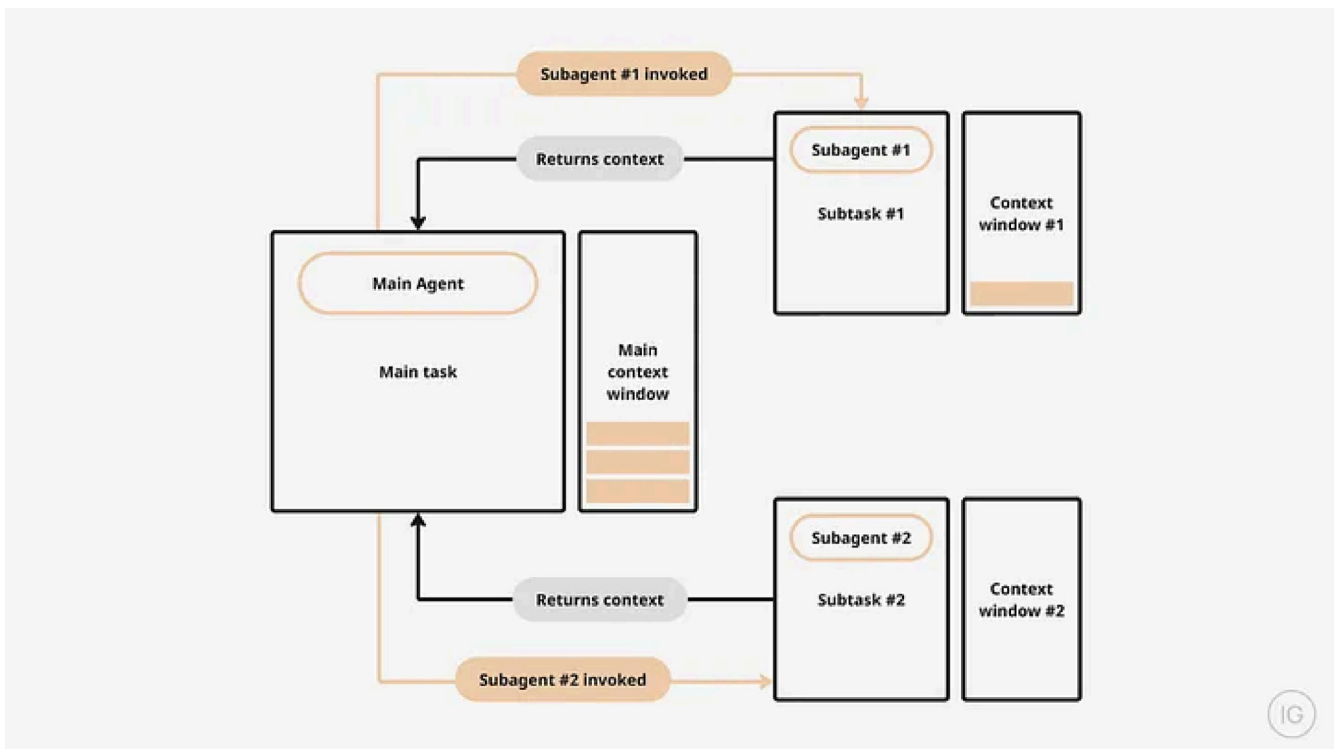 Subagent #1 invoked
Returns context
Subagent #1
Subtask #1
Context
window #1
Main Agent
Main task
Main
context
window
Subagent #2
Subtask #2
Context
window #2
Returns context
Subagent #2 invoked
IG